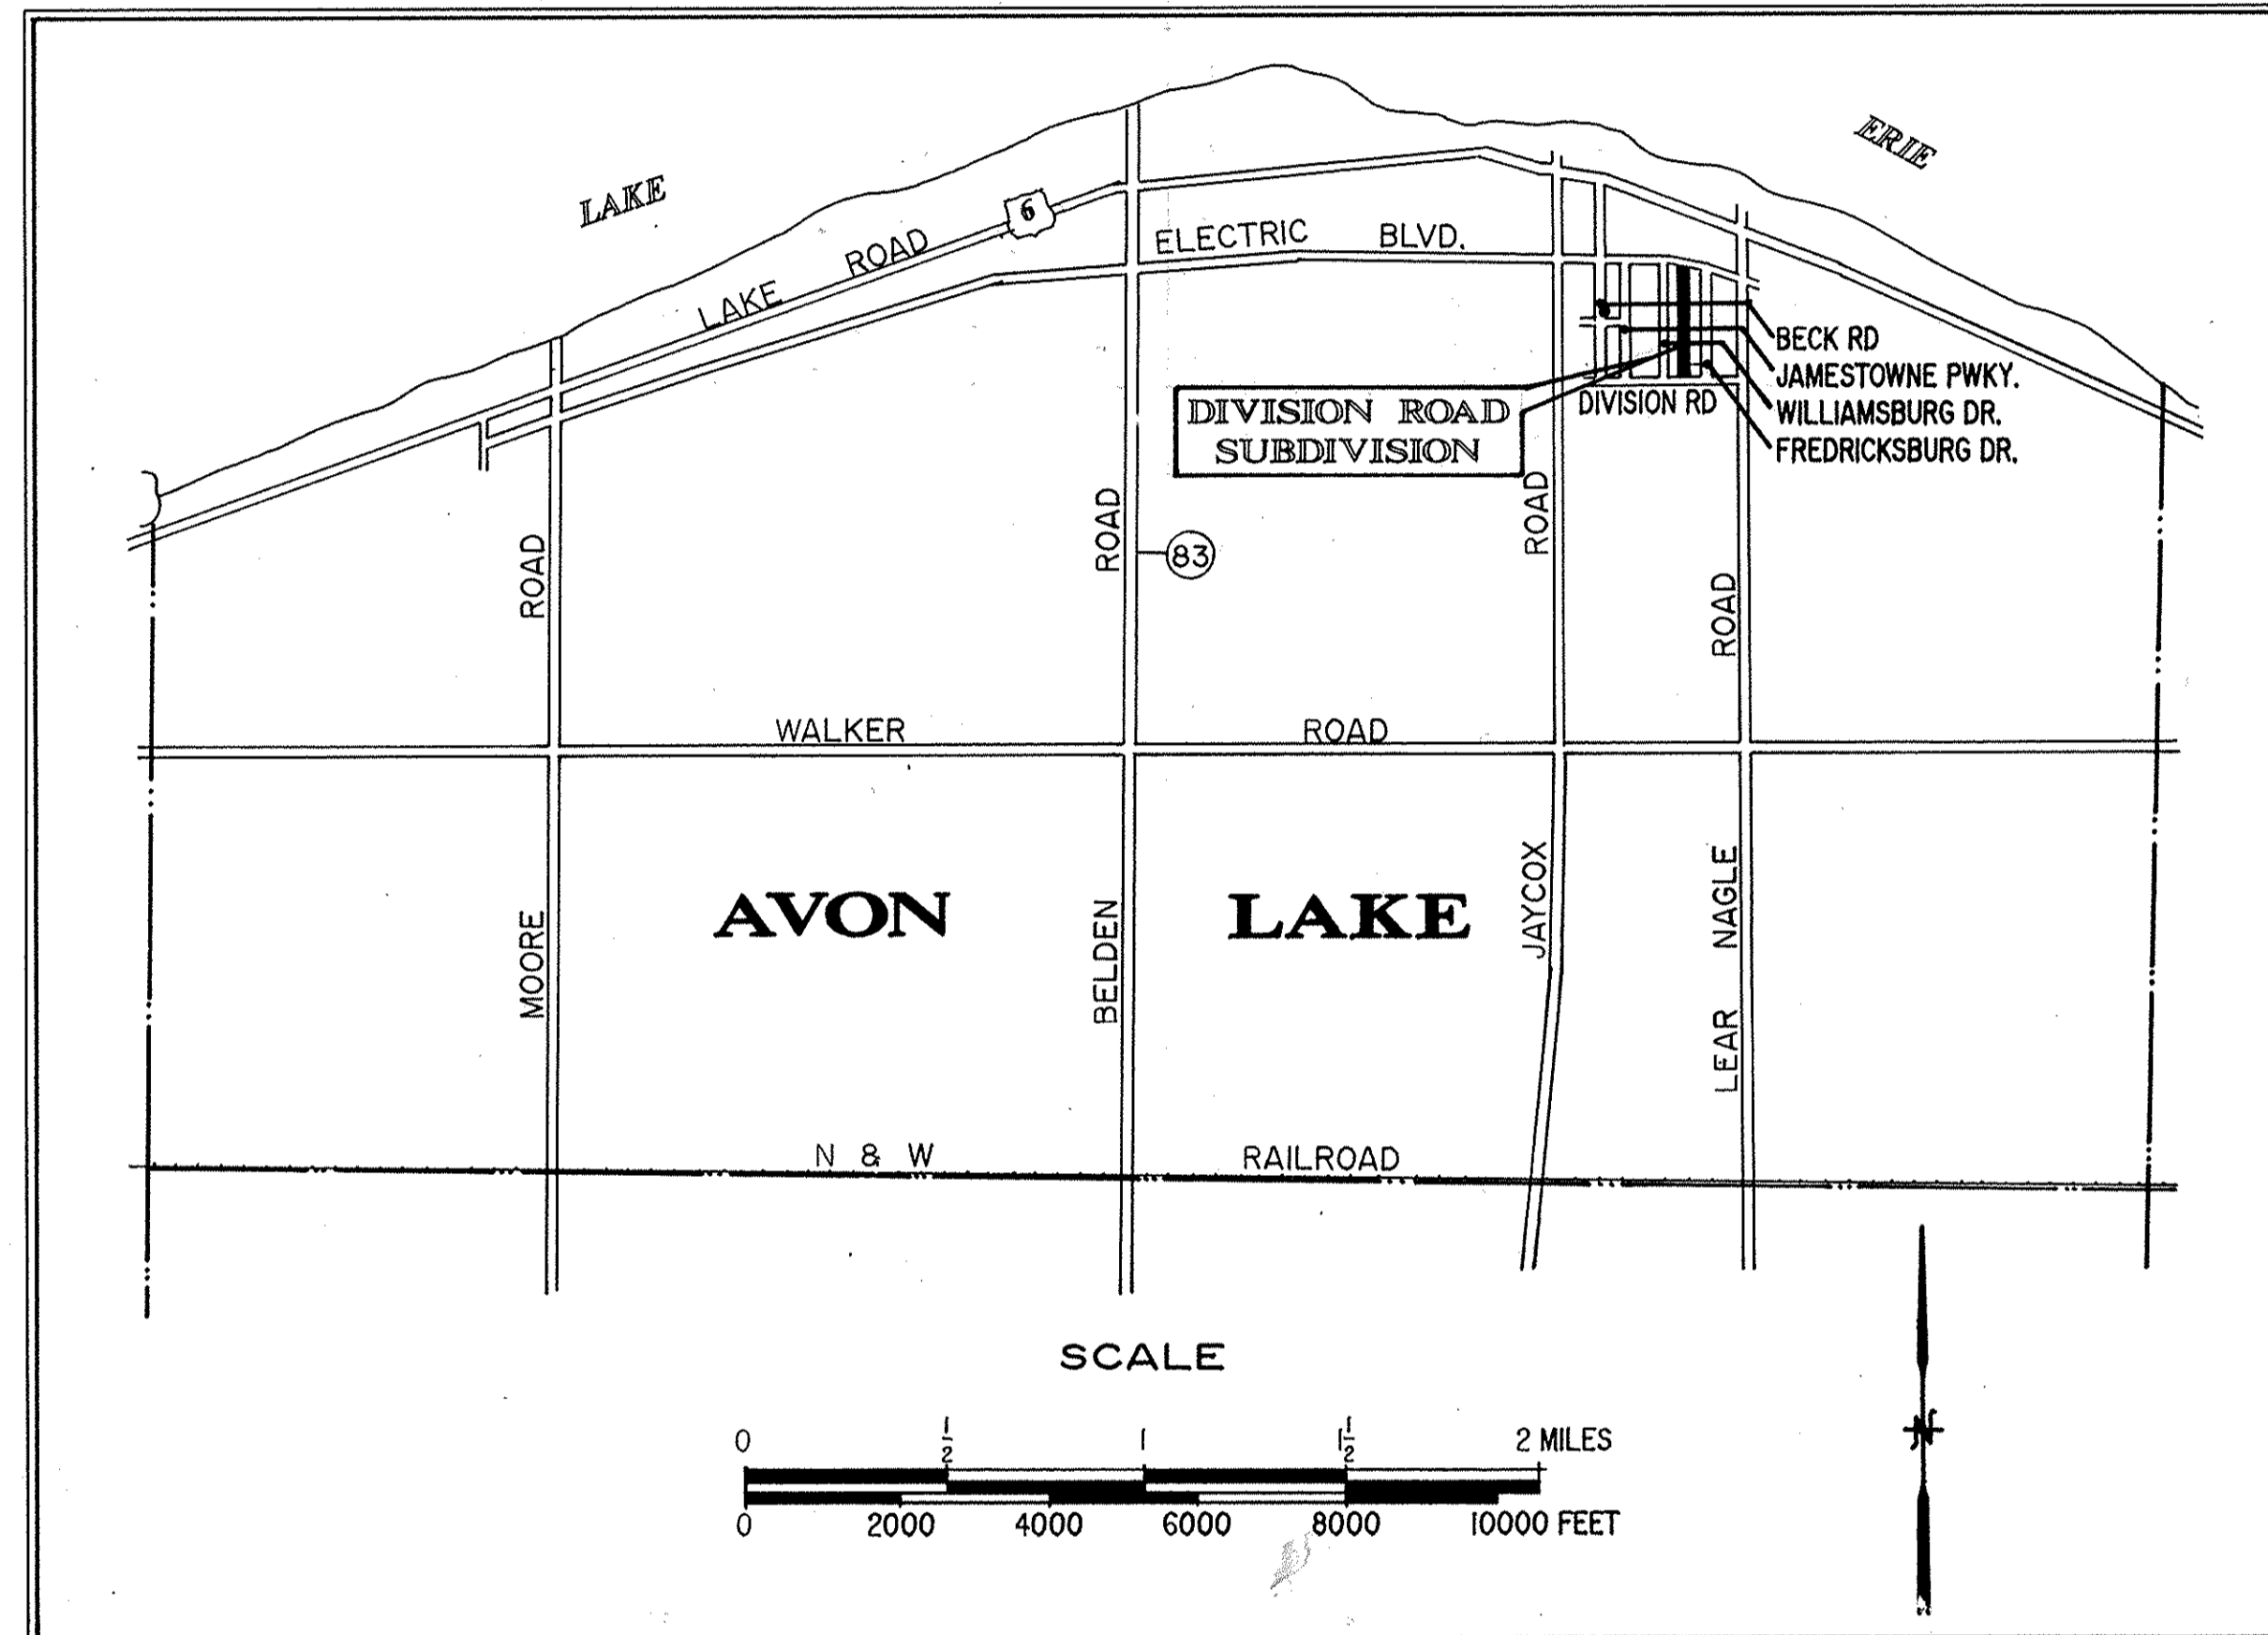 LAKE
ERIE
LAKE ROAD
6
ELECTRIC BLVD.
BECK RD
JAMESTOWNE PWKY.
WILLIAMSBURG DR.
FREDRICKSBURG DR.
DIVISION RD
DIVISION ROAD
SUBDIVISION
MOORE ROAD
BELDEN ROAD
83
JAYCOX ROAD
LEAR NAGLE ROAD
WALKER ROAD
AVON LAKE
N & W RAILROAD
SCALE
0 1/2 1 1 1/2 2 MILES
0 2000 4000 6000 8000 10000 FEET
N